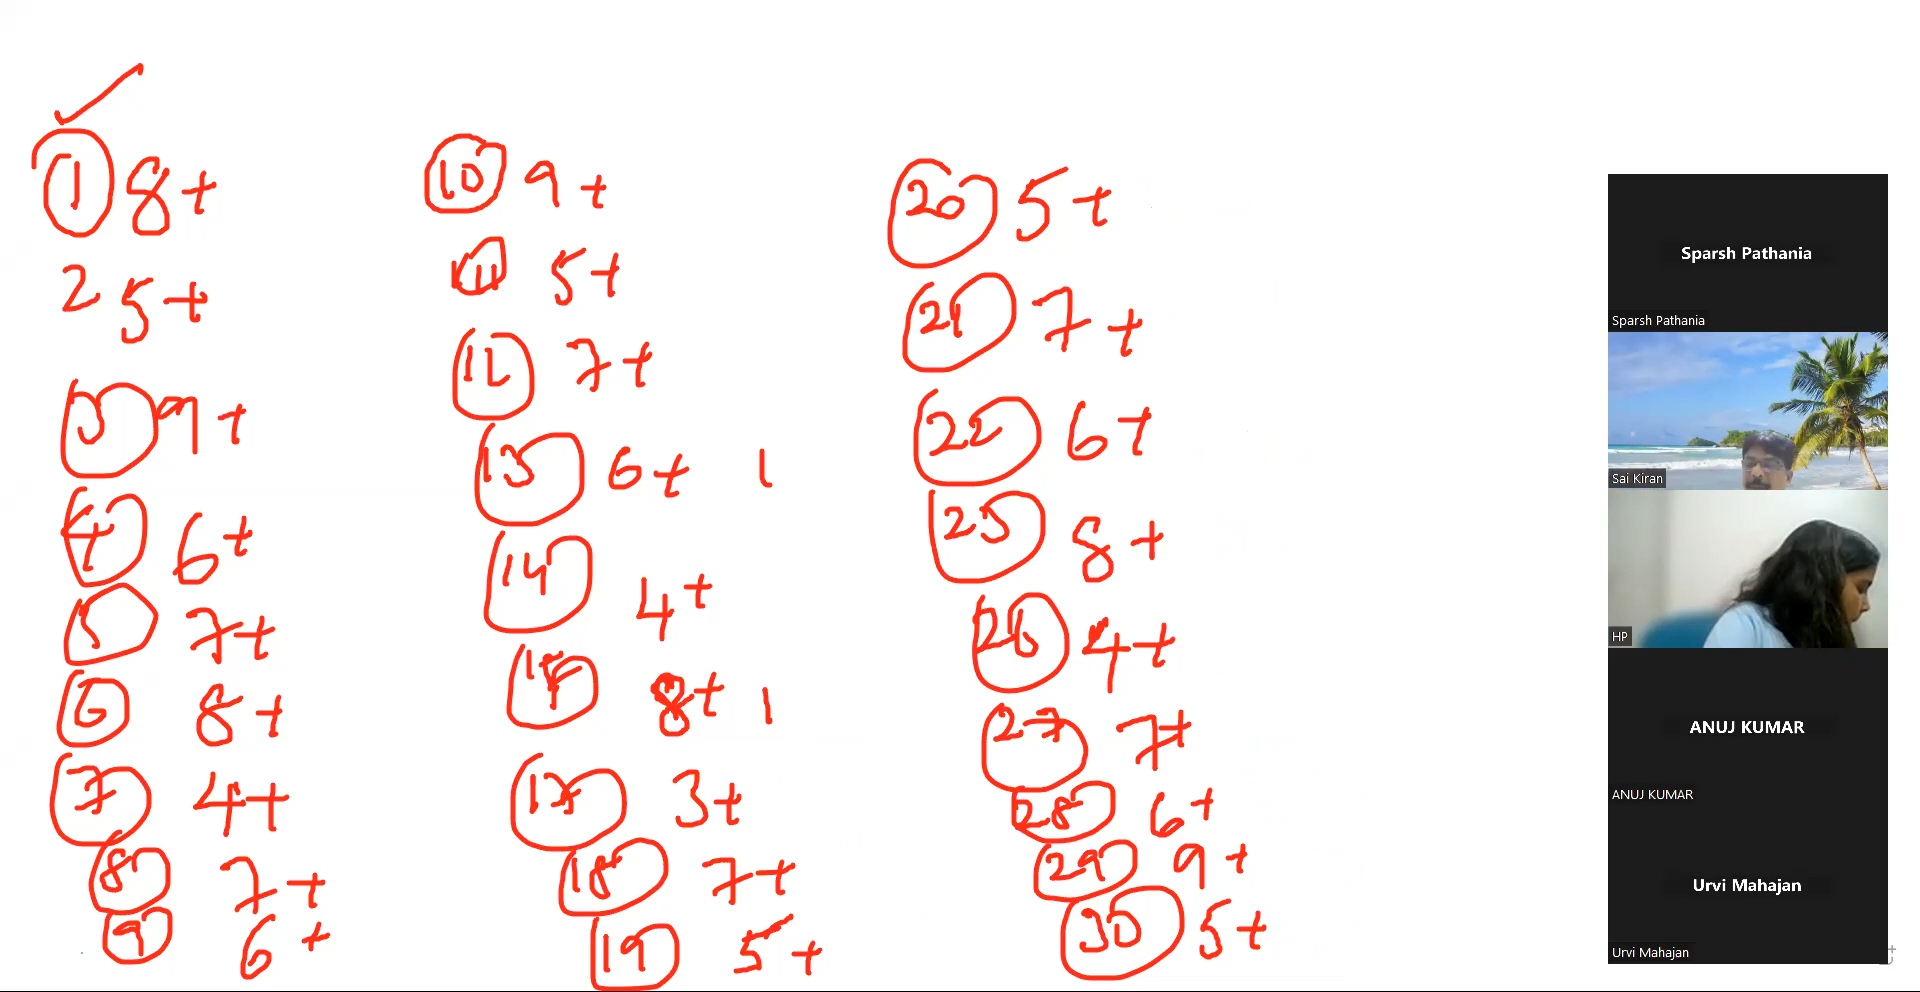 1 8+
2 5+
3 9+
4 6+
5 7+
6 8+
7 4+
8 7+
9 6+
10 9+
11 5+
12 7+
13 6+ 1
14 4+
8+ 1
17 3+
18 7+
19 5+
20 5+
21 7+
22 6+
25 8+
26 4+
27 7+
28 6+
29 9+
30 5+
Sparsh Pathania
Sparsh Pathania
Sai Kiran
HP
ANUJ KUMAR
ANUJ KUMAR
Urvi Mahajan
Urvi Mahajan